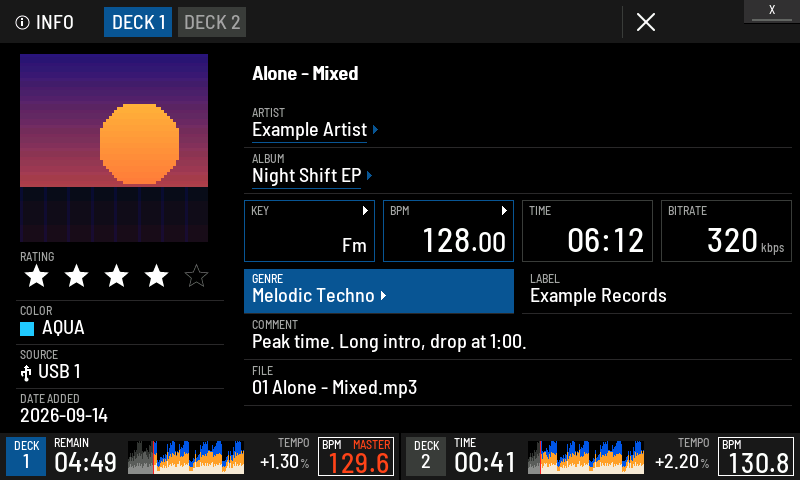 INFO DECK 1 DECK 2 X
Alone - Mixed
ARTIST
Example Artist
ALBUM
Night Shift EP
KEY
Fm
BPM
128.00
TIME
06:12
BITRATE
320 kbps
GENRE
Melodic Techno
LABEL
Example Records
COMMENT
Peak time. Long intro, drop at 1:00.
FILE
01 Alone - Mixed.mp3
RATING
COLOR
AQUA
SOURCE
USB 1
DATE ADDED
2026-09-14
DECK 1
REMAIN
04:49
TEMPO
+1.30%
BPM MASTER
129.6
DECK 2
TIME
00:41
TEMPO
+2.20%
BPM
130.8